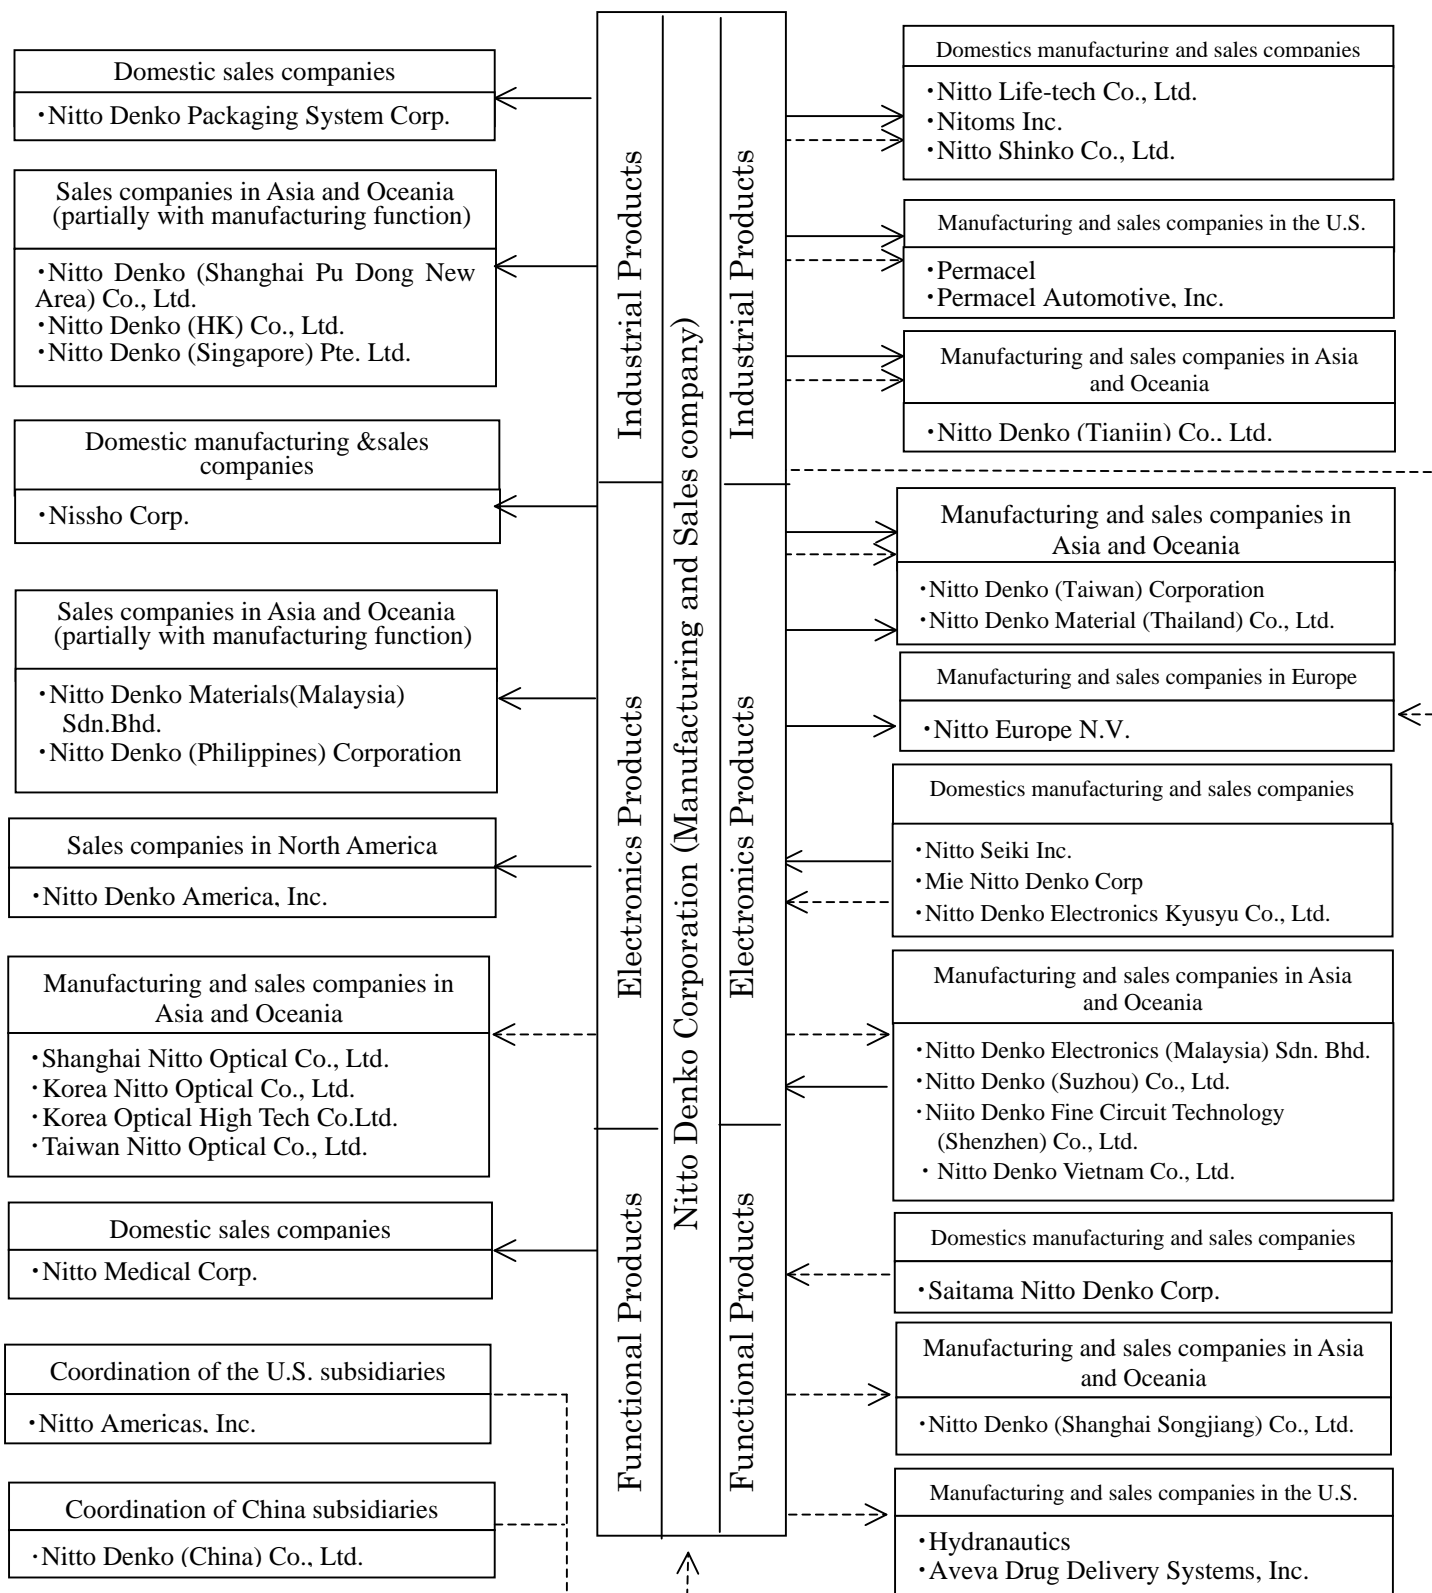 Domestic sales companies
・Nitto Denko Packaging System Corp.
Sales companies in Asia and Oceania
(partially with manufacturing function)
・Nitto Denko (Shanghai Pu Dong New
Area) Co., Ltd.
・Nitto Denko (HK) Co., Ltd.
・Nitto Denko (Singapore) Pte. Ltd.
Domestic manufacturing &sales
companies
・Nissho Corp.
Sales companies in Asia and Oceania
(partially with manufacturing function)
・Nitto Denko Materials(Malaysia)
Sdn.Bhd.
・Nitto Denko (Philippines) Corporation
Sales companies in North America
・Nitto Denko America, Inc.
Manufacturing and sales companies in
Asia and Oceania
・Shanghai Nitto Optical Co., Ltd.
・Korea Nitto Optical Co., Ltd.
・Korea Optical High Tech Co.Ltd.
・Taiwan Nitto Optical Co., Ltd.
Domestic sales companies
・Nitto Medical Corp.
Coordination of the U.S. subsidiaries
・Nitto Americas, Inc.
Coordination of China subsidiaries
・Nitto Denko (China) Co., Ltd.
Industrial Products
Electronics Products
Functional Products
Nitto Denko Corporation (Manufacturing and Sales company)
Industrial Products
Electronics Products
Functional Products
Domestics manufacturing and sales companies
・Nitto Life-tech Co., Ltd.
・Nitoms Inc.
・Nitto Shinko Co., Ltd.
Manufacturing and sales companies in the U.S.
・Permacel
・Permacel Automotive, Inc.
Manufacturing and sales companies in Asia
and Oceania
・Nitto Denko (Tianjin) Co., Ltd.
Manufacturing and sales companies in
Asia and Oceania
・Nitto Denko (Taiwan) Corporation
・Nitto Denko Material (Thailand) Co., Ltd.
Manufacturing and sales companies in Europe
・Nitto Europe N.V.
Domestics manufacturing and sales companies
・Nitto Seiki Inc.
・Mie Nitto Denko Corp
・Nitto Denko Electronics Kyusyu Co., Ltd.
Manufacturing and sales companies in Asia
and Oceania
・Nitto Denko Electronics (Malaysia) Sdn. Bhd.
・Nitto Denko (Suzhou) Co., Ltd.
・Niito Denko Fine Circuit Technology
(Shenzhen) Co., Ltd.
・Nitto Denko Vietnam Co., Ltd.
Domestics manufacturing and sales companies
・Saitama Nitto Denko Corp.
Manufacturing and sales companies in Asia
and Oceania
・Nitto Denko (Shanghai Songjiang) Co., Ltd.
Manufacturing and sales companies in the U.S.
・Hydranautics
・Aveva Drug Delivery Systems, Inc.